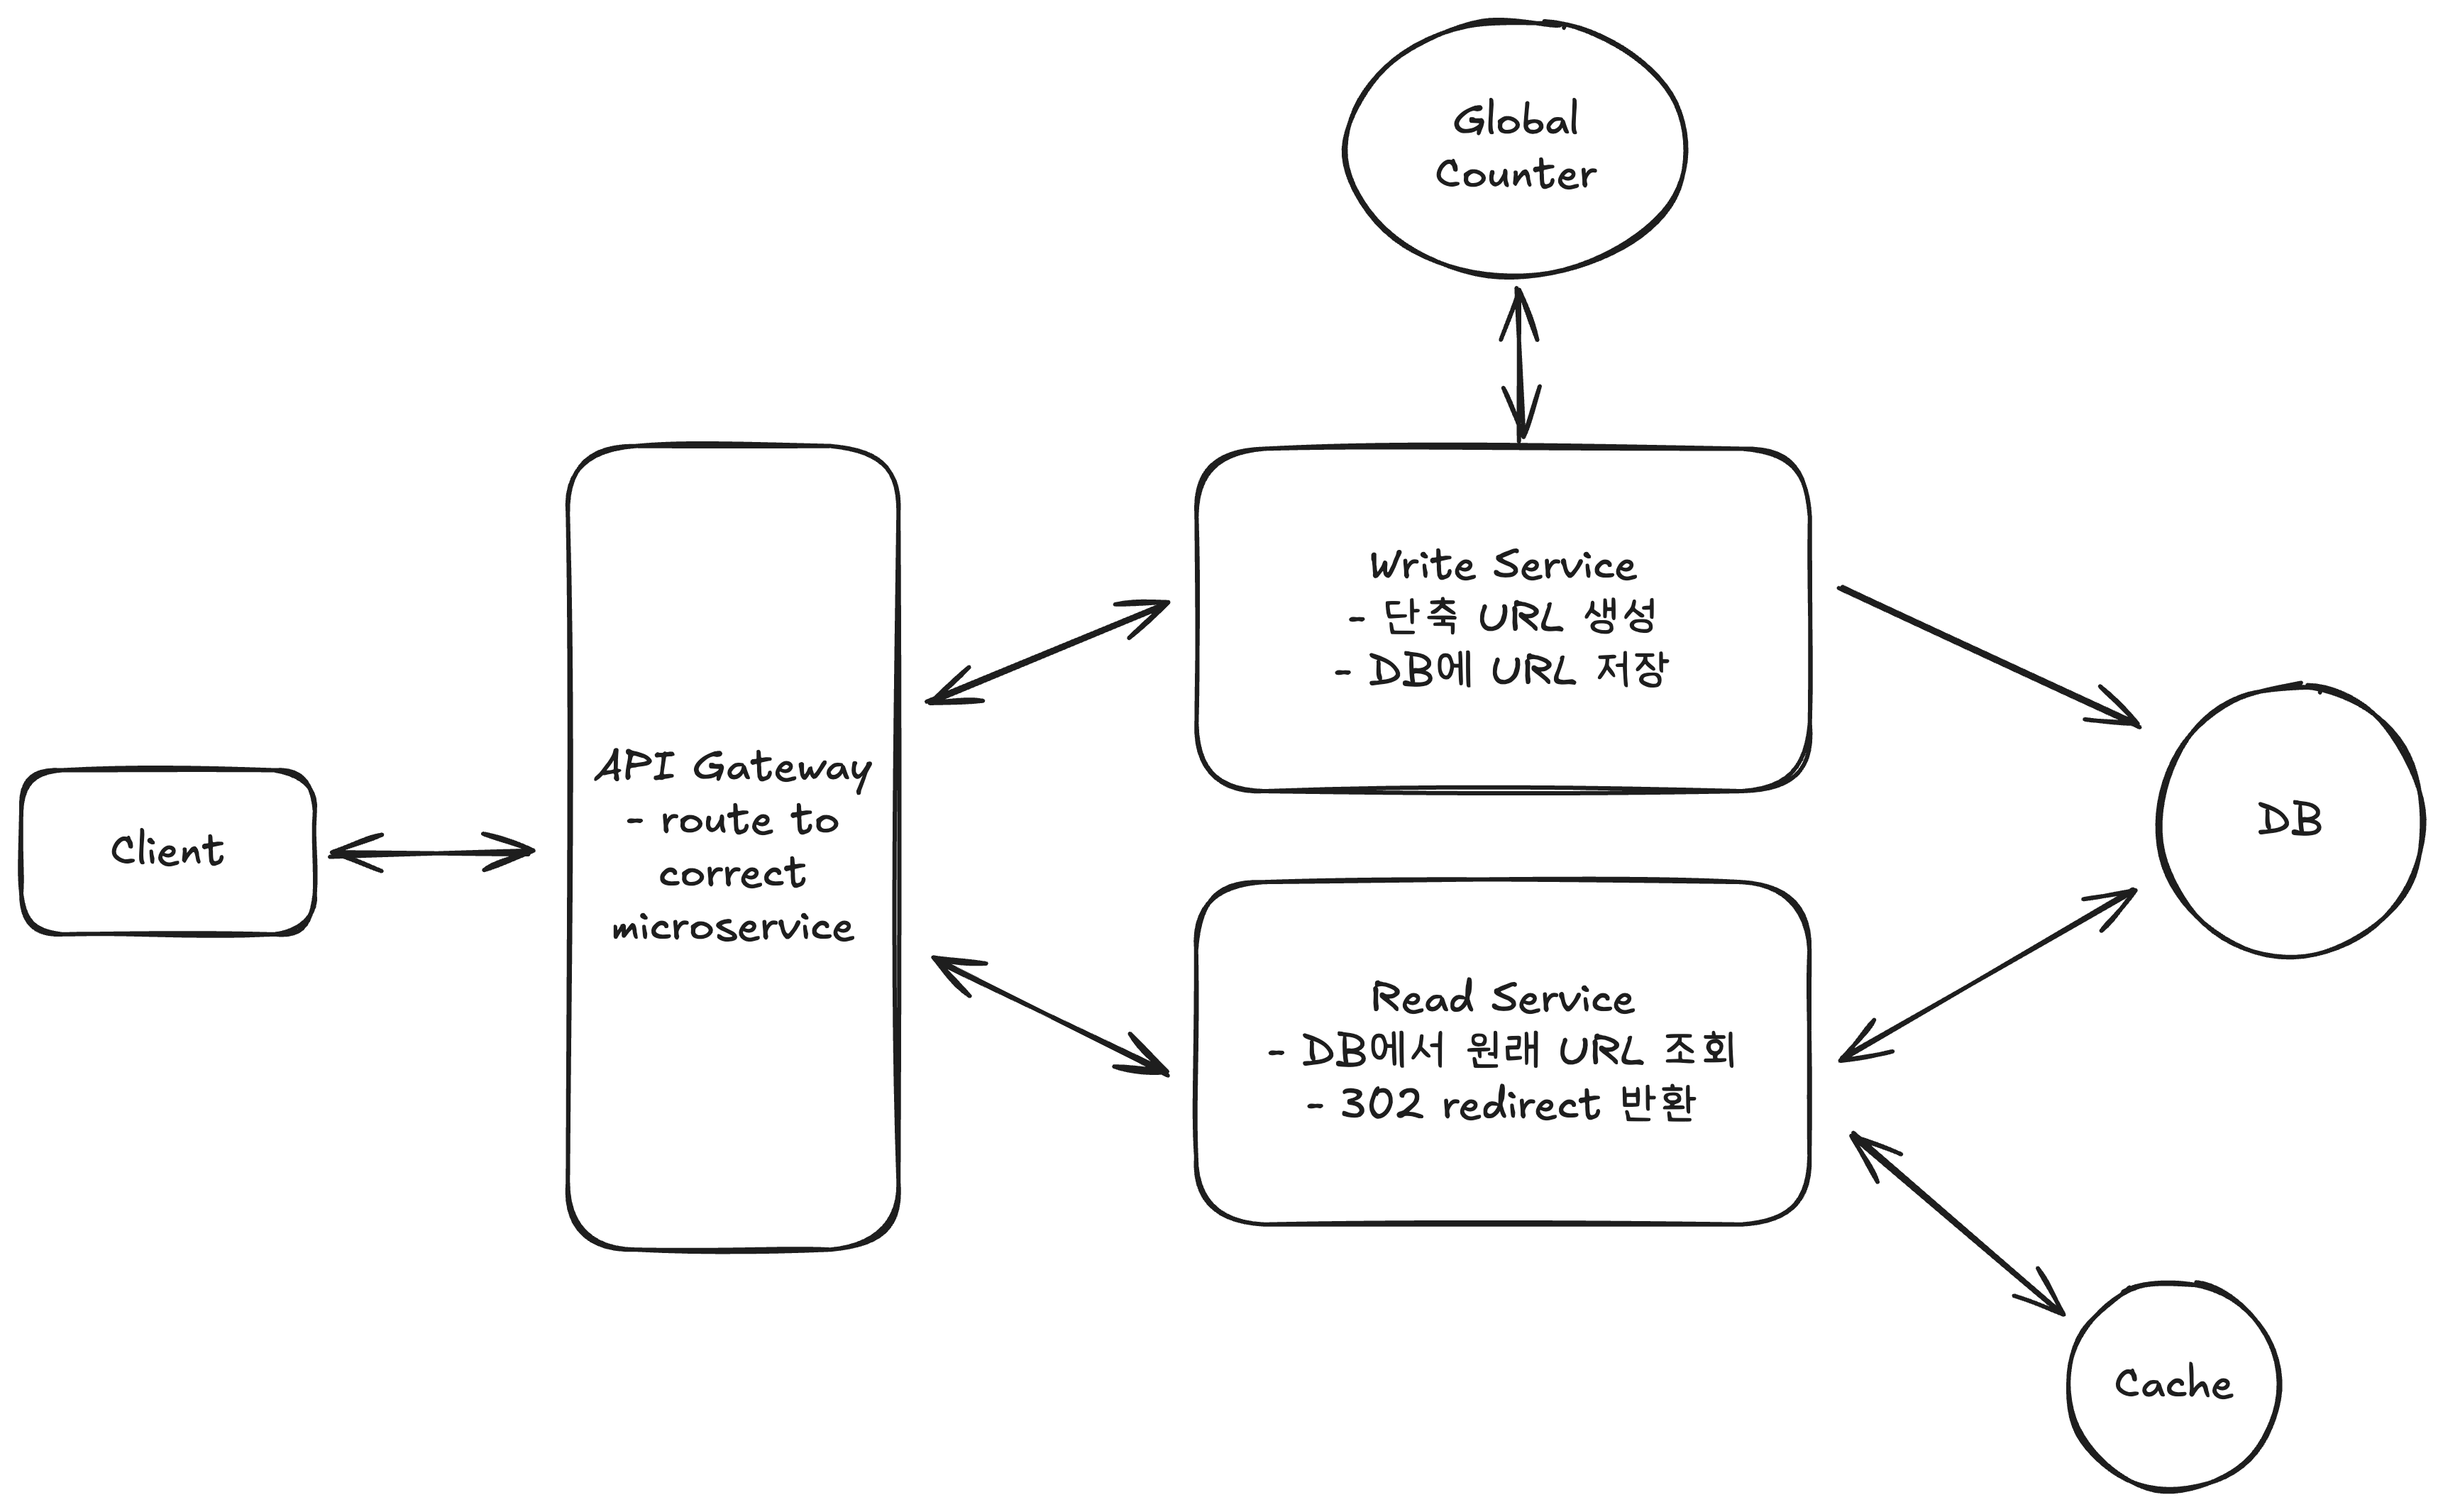 Global
Counter
Write Service
- 단축 URL 생성
- DB에 URL 저장
API Gateway
- route to
correct
microservice
Client
DB
Read Service
- DB에서 원래 URL 조회
- 302 redirect 반환
Cache